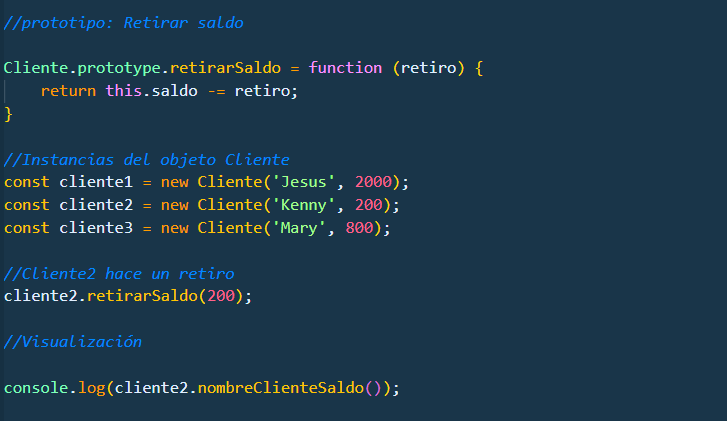 //prototipo: Retirar saldo
Cliente.prototype.retirarSaldo = function (retiro) {
    return this.saldo -= retiro;
}
//Instancias del objeto Cliente
const cliente1 = new Cliente('Jesus', 2000);
const cliente2 = new Cliente('Kenny', 200);
const cliente3 = new Cliente('Mary', 800);
//Cliente2 hace un retiro
cliente2.retirarSaldo(200);
//Visualización
console.log(cliente2.nombreClienteSaldo());